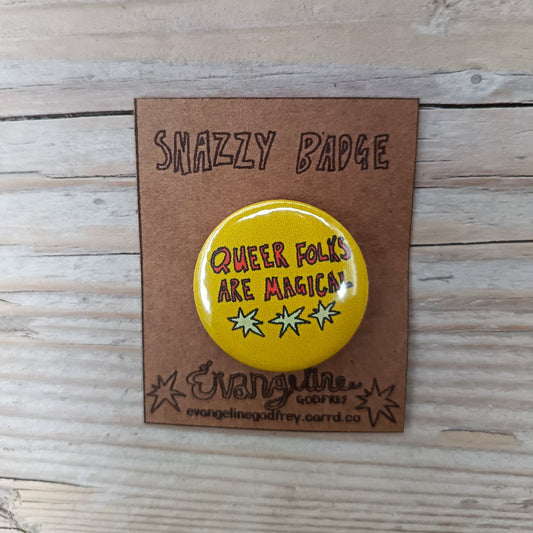 SNAZZY BADGE
QUEER FOLKS
ARE MAGICAL
Evangeline
GODFREY
evangelinegodfrey.carrd.co